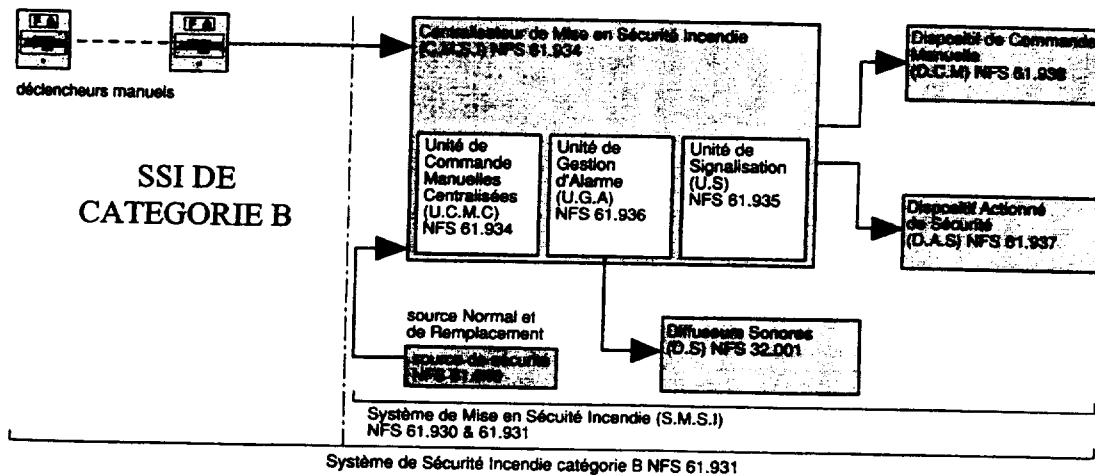 déclencheurs manuels
SSI DE
CATEGORIE B
Centralisateur de Mise en Sécurité Incendie
(C.M.S.I) NFS 61.934
Unité de
Commande
Manuelles
Centralisées
(U.C.M.C)
NFS 61.934
Unité de
Gestion
d'Alarme
(U.G.A)
NFS 61.936
Unité de
Signalisation
(U.S)
NFS 61.935
Dispositif de Commande
Manuelle
(D.C.M) NFS 61.938
Dispositif Actionné
de Sécurité
(D.A.S) NFS 61.937
source Normal et
de Remplacement
source de sécurité
Diffuseurs Sonores
(D.S) NFS 32.001
Système de Mise en Sécuité Incendie (S.M.S.I)
NFS 61.930 & 61.931
Système de Sécurité Incendie catégorie B NFS 61.931